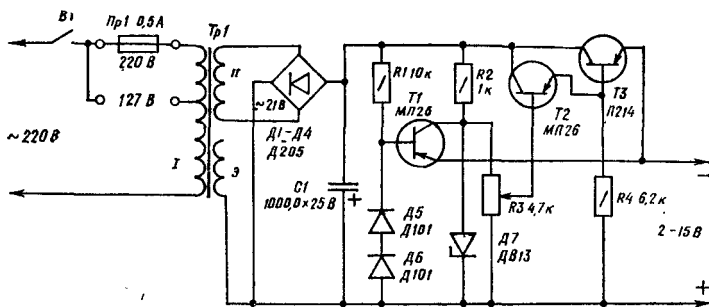 В1
Пр1 0,5А
220 В
127 В
~220 В
I
Тр1
II
Э
~21В
Д1-Д4
Д205
С1
1000,0×25 В
+
R1 10к
Т1
МП26
R2
1к
Т2
МП26
Т3
П214
Д5
Д101
Д6
Д101
Д7
Д813
R3 4,7к
R4 6,2к
–
2-15 В
+